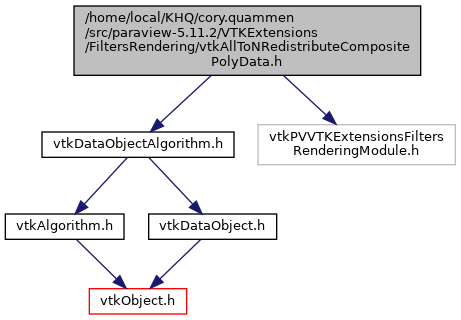 /home/local/KHQ/cory.quammen
/src/paraview-5.11.2/VTKExtensions
/FiltersRendering/vtkAllToNRedistributeComposite
PolyData.h
vtkDataObjectAlgorithm.h
vtkPVVTKExtensionsFilters
RenderingModule.h
vtkAlgorithm.h
vtkDataObject.h
vtkObject.h